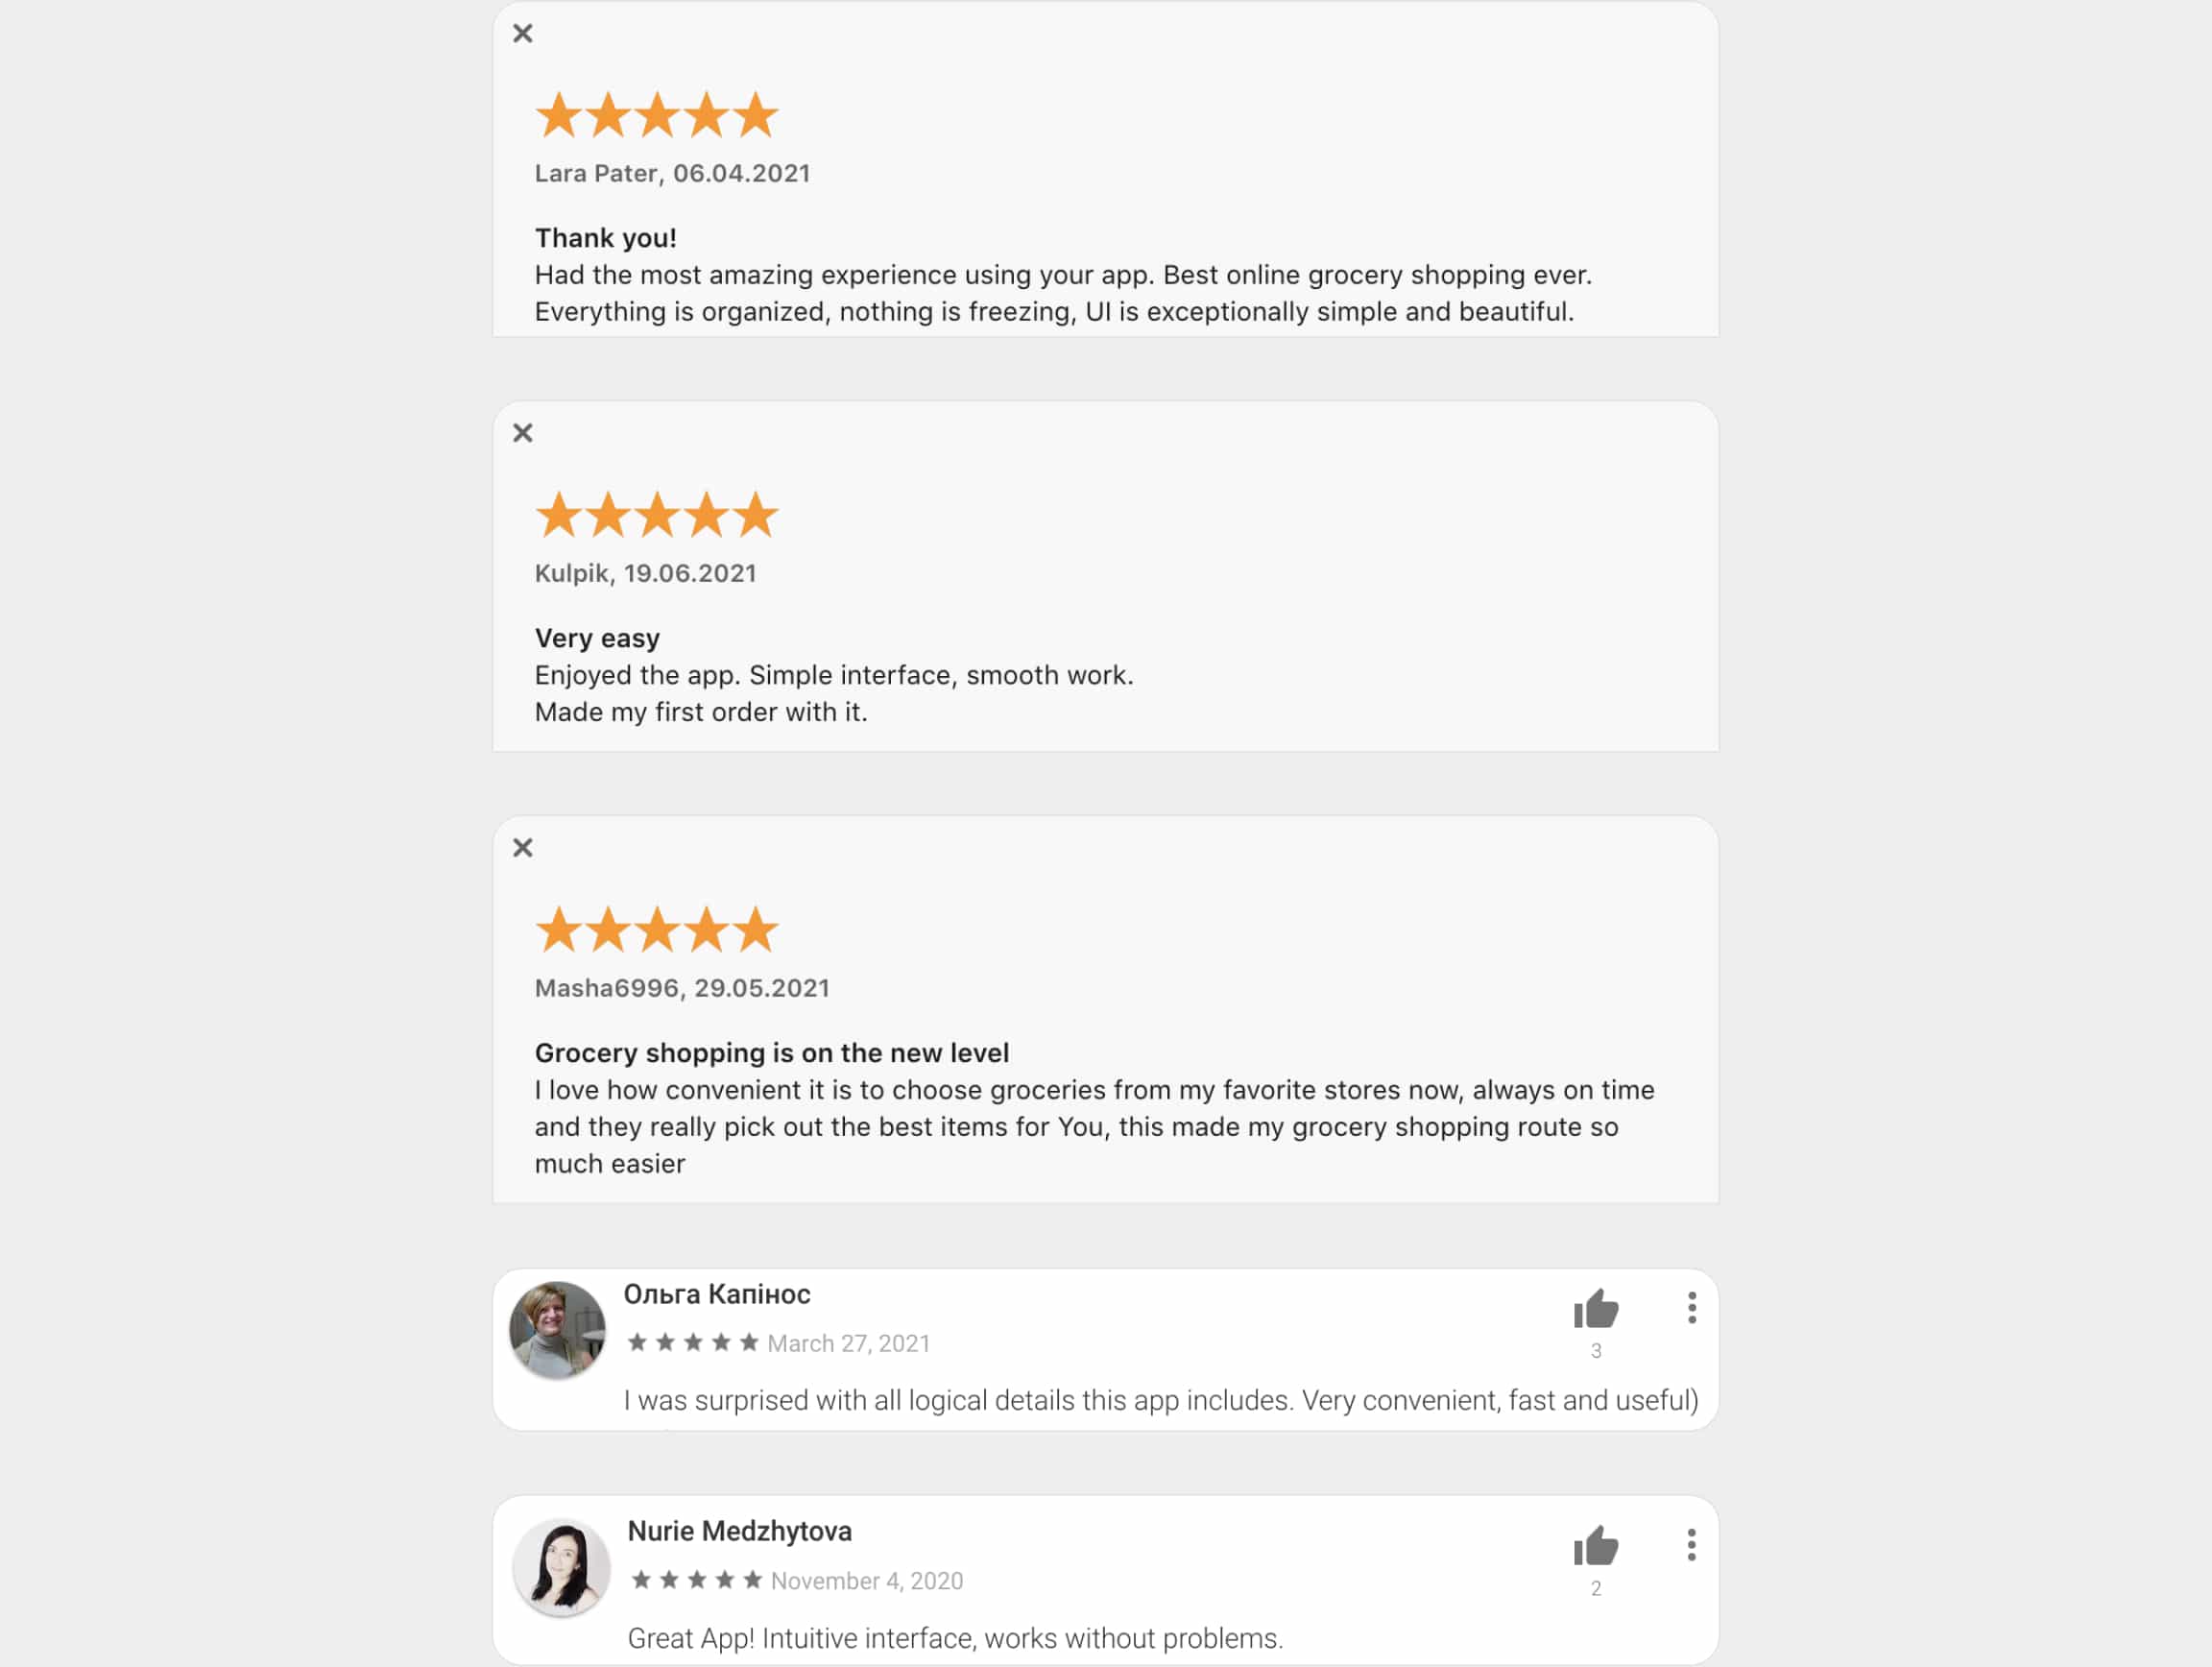 Lara Pater, 06.04.2021
Thank you!
Had the most amazing experience using your app. Best online grocery shopping ever.
Everything is organized, nothing is freezing, UI is exceptionally simple and beautiful.
Kulpik, 19.06.2021
Very easy
Enjoyed the app. Simple interface, smooth work.
Made my first order with it.
Masha6996, 29.05.2021
Grocery shopping is on the new level
I love how convenient it is to choose groceries from my favorite stores now, always on time
and they really pick out the best items for You, this made my grocery shopping route so
much easier
Ольга Капінос
March 27, 2021
3
I was surprised with all logical details this app includes. Very convenient, fast and useful)
Nurie Medzhytova
November 4, 2020
2
Great App! Intuitive interface, works without problems.